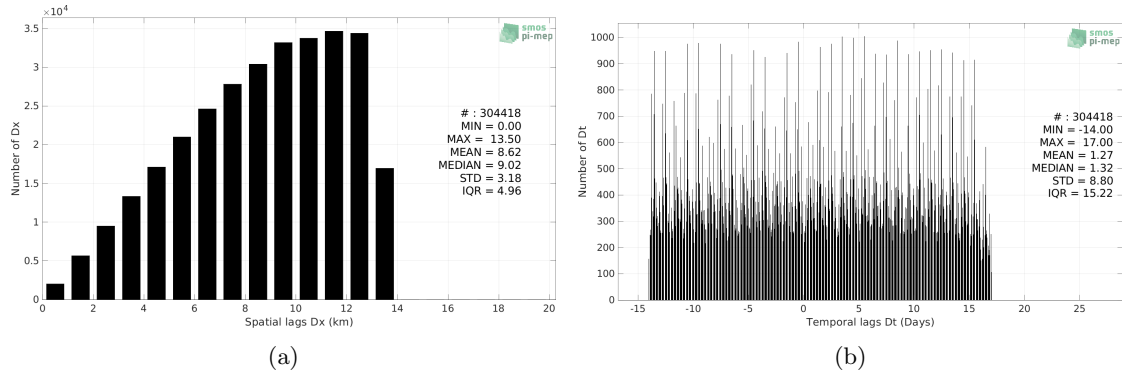 ×10⁴
3.5
3
2.5
2
1.5
1
0.5
0
0 2 4 6 8 10 12 14 16 18 20
Number of Dx
Spatial lags Dx (km)
smos
pi-mep
# : 304418
MIN = 0.00
MAX = 13.50
MEAN = 8.62
MEDIAN = 9.02
STD = 3.18
IQR = 4.96
(a)
1000
900
800
700
600
500
400
300
200
100
0
-15 -10 -5 0 5 10 15 20 25
Number of Dt
Temporal lags Dt (Days)
smos
pi-mep
# : 304418
MIN = -14.00
MAX = 17.00
MEAN = 1.27
MEDIAN = 1.32
STD = 8.80
IQR = 15.22
(b)